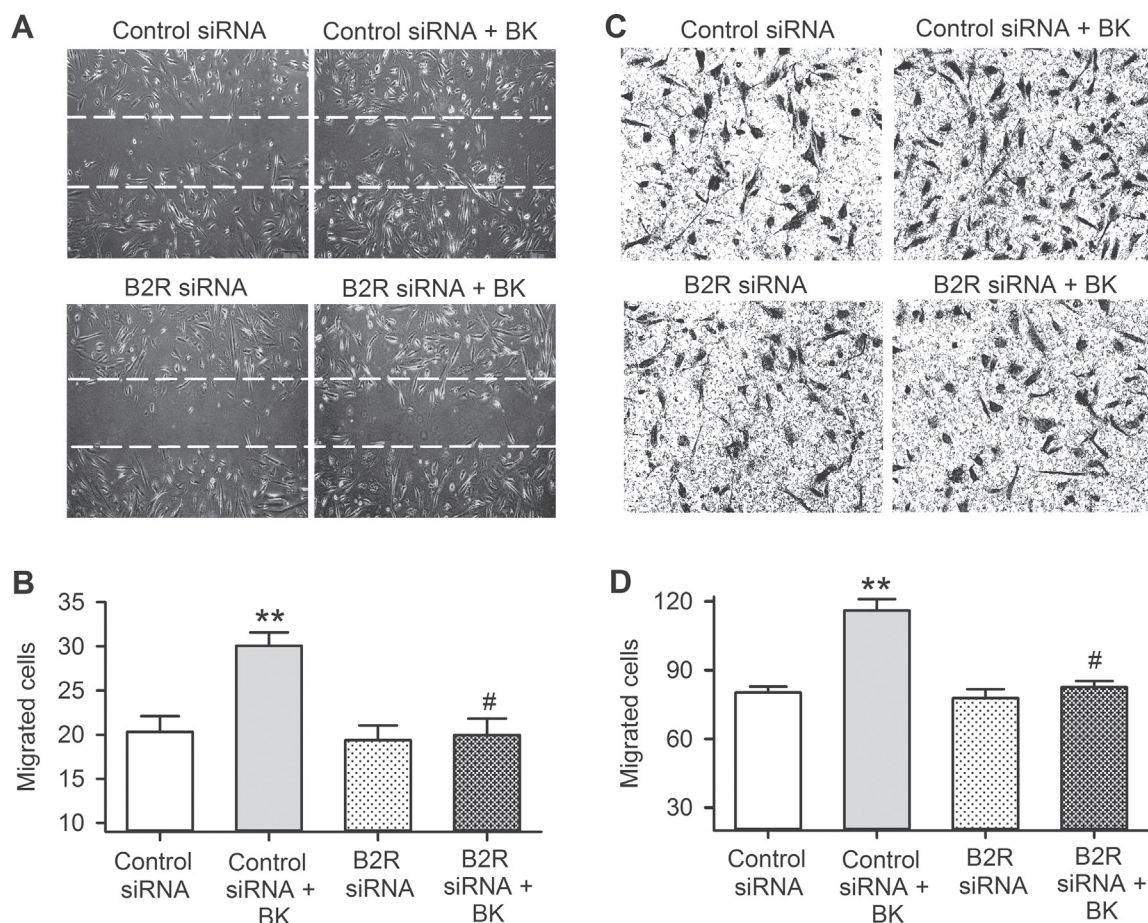 A
Control siRNA
Control siRNA + BK
B2R siRNA
B2R siRNA + BK
C
Control siRNA
Control siRNA + BK
B2R siRNA
B2R siRNA + BK
B
Migrated cells
35
30
25
20
15
10
**
#
Control
siRNA
Control
siRNA +
BK
B2R
siRNA
B2R
siRNA +
BK
D
Migrated cells
120
90
60
30
**
#
Control
siRNA
Control
siRNA +
BK
B2R
siRNA
B2R
siRNA +
BK